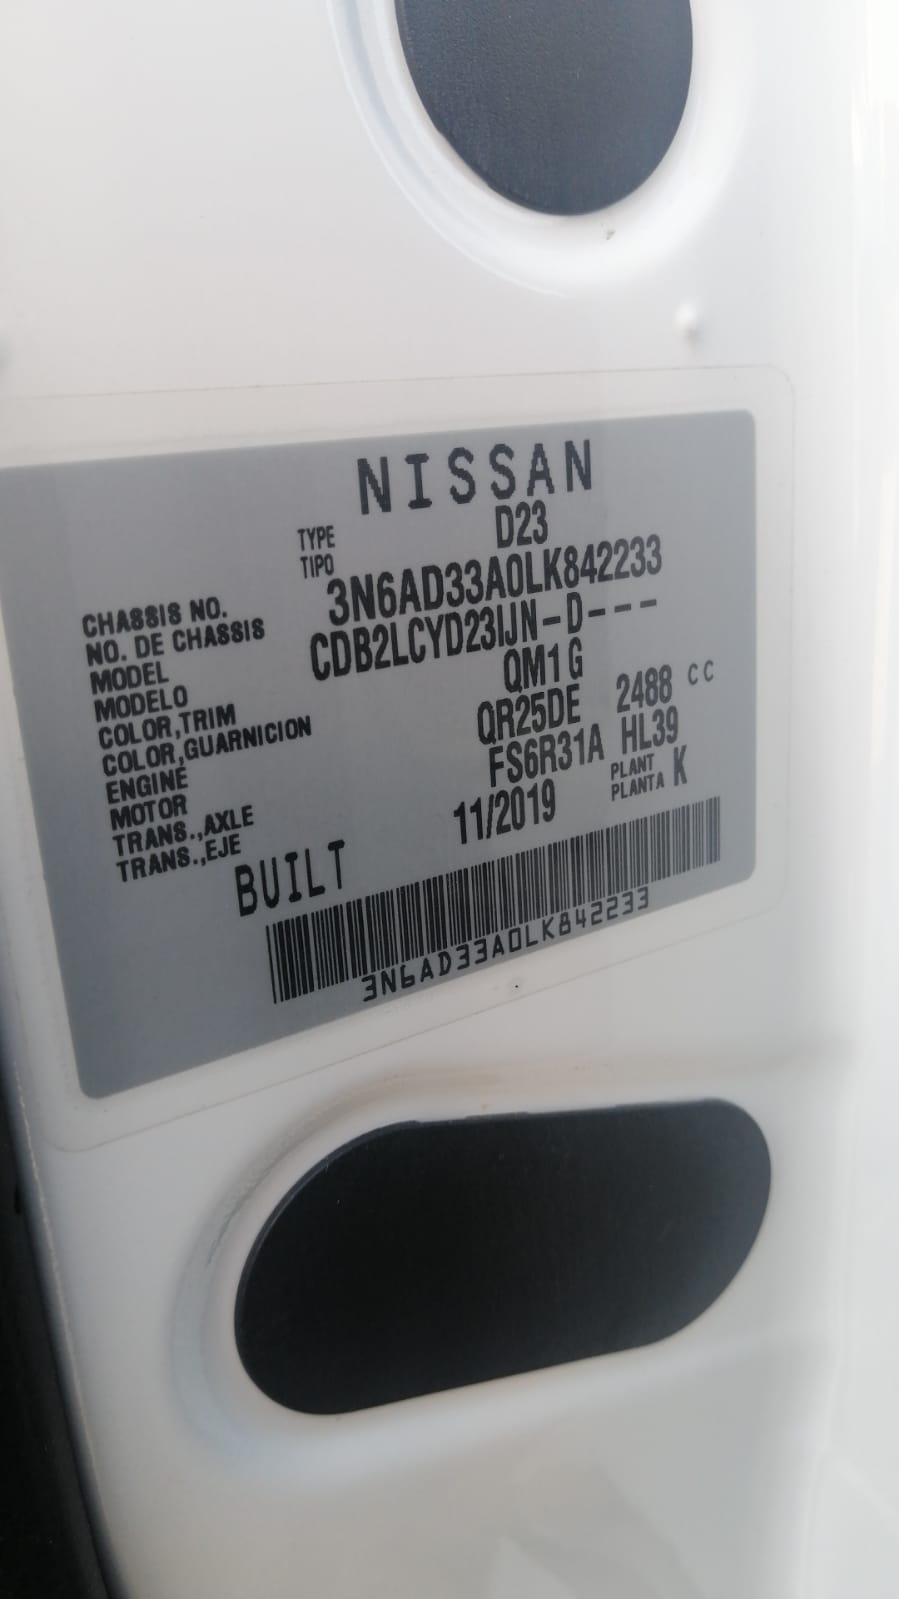 NISSAN
TYPE
TIPO
D23
CHASSIS NO.
NO. DE CHASSIS
3N6AD33A0LK842233
MODEL
MODELO
CDB2LCYD23IJN-D---
COLOR,TRIM
COLOR,GUARNICION
QM1 G
ENGINE
MOTOR
QR25DE 2488 CC
TRANS.,AXLE
TRANS.,EJE
FS6R31A HL39
BUILT 11/2019
PLANT
PLANTA
K
3N6AD33A0LK842233